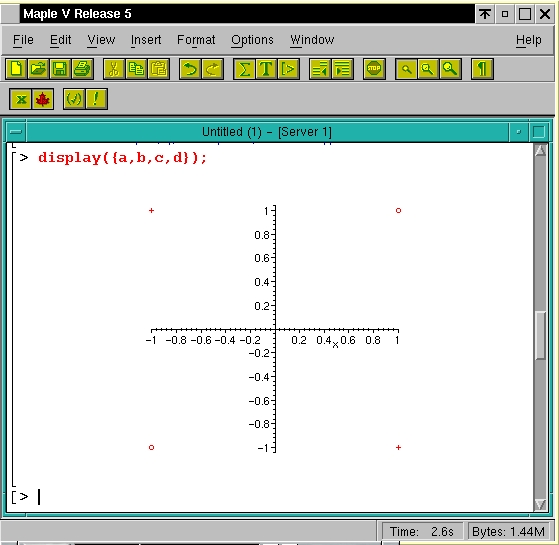 Maple V Release 5
File Edit View Insert Format Options Window Help
Σ T [> STOP ¶
x (√) !
Untitled (1) - [Server 1]
[> display({a,b,c,d});
1
0.8
0.6
0.4
0.2
-1 -0.8 -0.6 -0.4 -0.2 0.2 0.4 x 0.6 0.8 1
-0.2
-0.4
-0.6
-0.8
-1
[>
Time: 2.6s Bytes: 1.44M